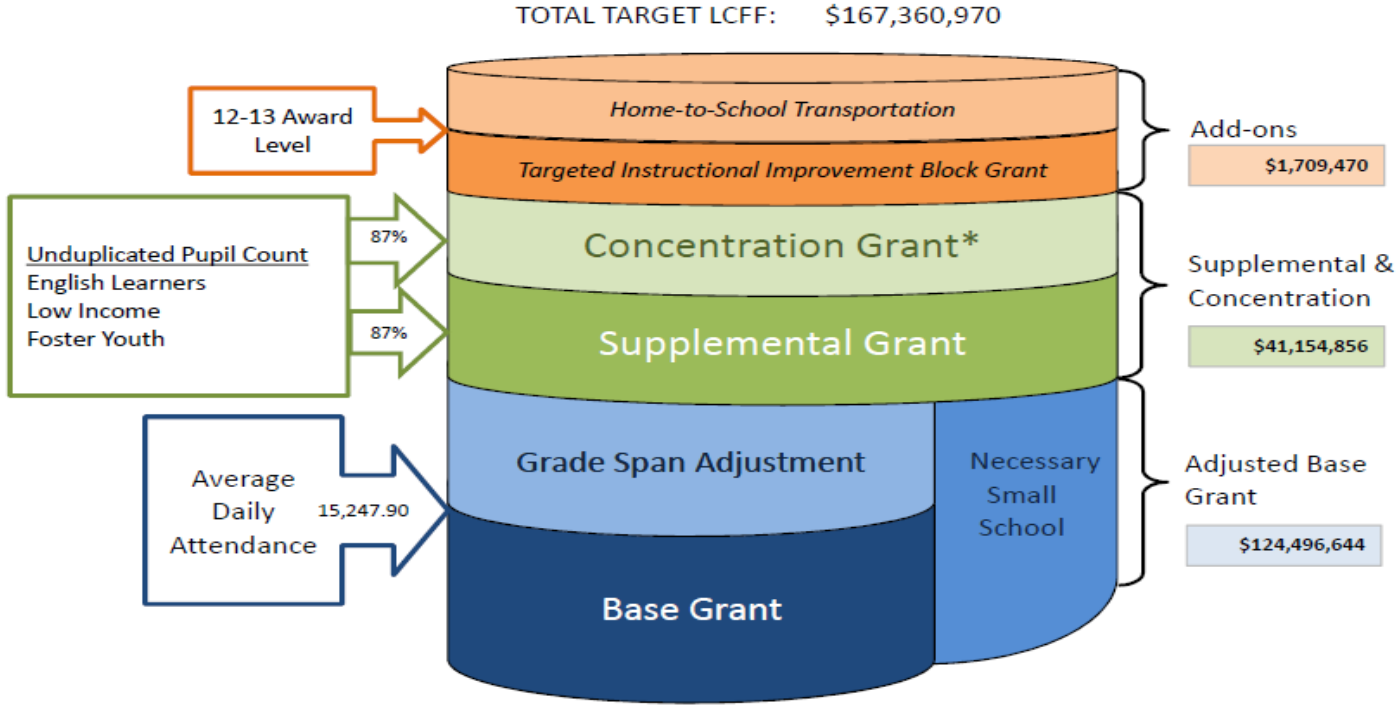 TOTAL TARGET LCFF: $167,360,970
12-13 Award
Level
Home-to-School Transportation
Targeted Instructional Improvement Block Grant
Add-ons
$1,709,470
Unduplicated Pupil Count
English Learners
Low Income
Foster Youth
87%
87%
Concentration Grant*
Supplemental Grant
Supplemental &
Concentration
$41,154,856
Average
Daily
Attendance
15,247.90
Grade Span Adjustment
Base Grant
Necessary
Small
School
Adjusted Base
Grant
$124,496,644